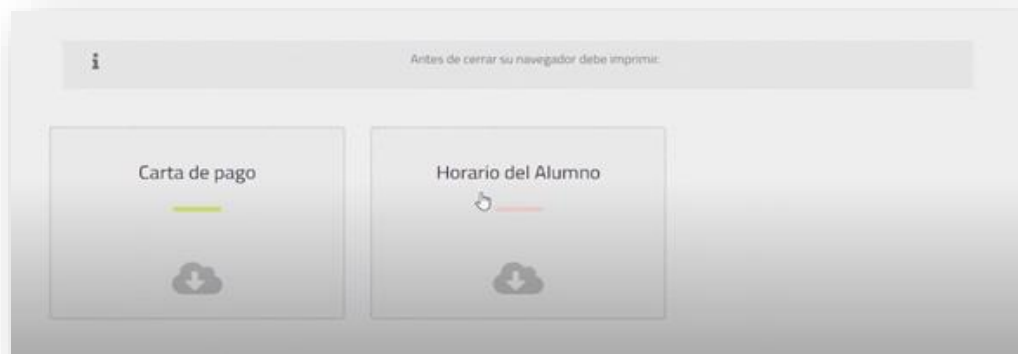 Antes de cerrar su navegador debe imprimir.
Carta de pago
Horario del Alumno